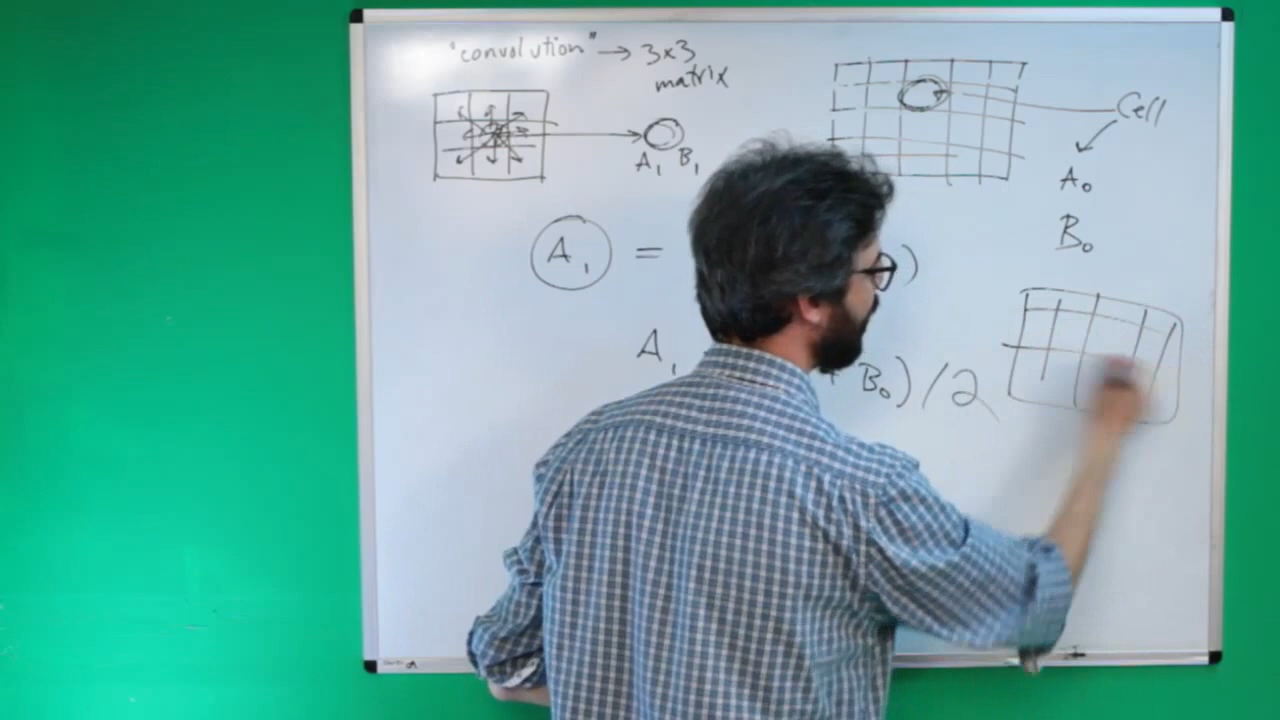 "convolution" → 3x3
matrix
Cell
A₁ B₁
A₀
B₀
A₁ = )
A₁ + B₀)/2